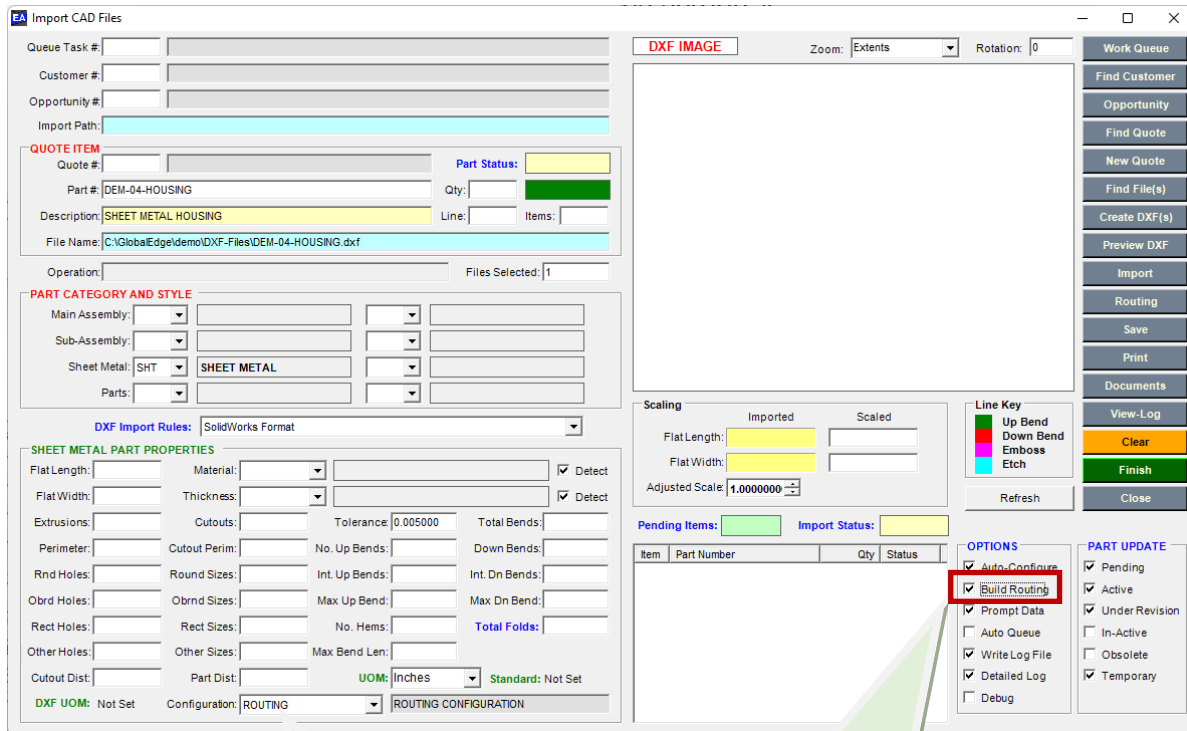 EA Import CAD Files
Queue Task #:
Customer #:
Opportunity #:
Import Path:
QUOTE ITEM
Quote #: Part Status:
Part #: DEM-04-HOUSING Qty:
Description: SHEET METAL HOUSING Line: Items:
File Name: C:\GlobalEdge\demo\DXF-Files\DEM-04-HOUSING.dxf
Operation: Files Selected: 1
PART CATEGORY AND STYLE
Main Assembly:
Sub-Assembly:
Sheet Metal: SHT SHEET METAL
Parts:
DXF Import Rules: SolidWorks Format
SHEET METAL PART PROPERTIES
Flat Length: Material: Detect
Flat Width: Thickness: Detect
Extrusions: Cutouts: Tolerance: 0.005000 Total Bends:
Perimeter: Cutout Perim: No. Up Bends: Down Bends:
Rnd Holes: Round Sizes: Int. Up Bends: Int. Dn Bends:
Obrd Holes: Obrnd Sizes: Max Up Bend: Max Dn Bend:
Rect Holes: Rect Sizes: No. Hems: Total Folds:
Other Holes: Other Sizes: Max Bend Len:
Cutout Dist: Part Dist: UOM: Inches Standard: Not Set
DXF UOM: Not Set Configuration: ROUTING ROUTING CONFIGURATION
DXF IMAGE Zoom: Extents Rotation: 0
Scaling
Imported Scaled
Flat Length:
Flat Width:
Adjusted Scale: 1.0000000
Line Key
Up Bend
Down Bend
Emboss
Etch
Refresh
Pending Items: Import Status:
Item Part Number Qty Status
OPTIONS
Auto-Configure
Build Routing
Prompt Data
Auto Queue
Write Log File
Detailed Log
Debug
PART UPDATE
Pending
Active
Under Revision
In-Active
Obsolete
Temporary
Work Queue
Find Customer
Opportunity
Find Quote
New Quote
Find File(s)
Create DXF(s)
Preview DXF
Import
Routing
Save
Print
Documents
View-Log
Clear
Finish
Close